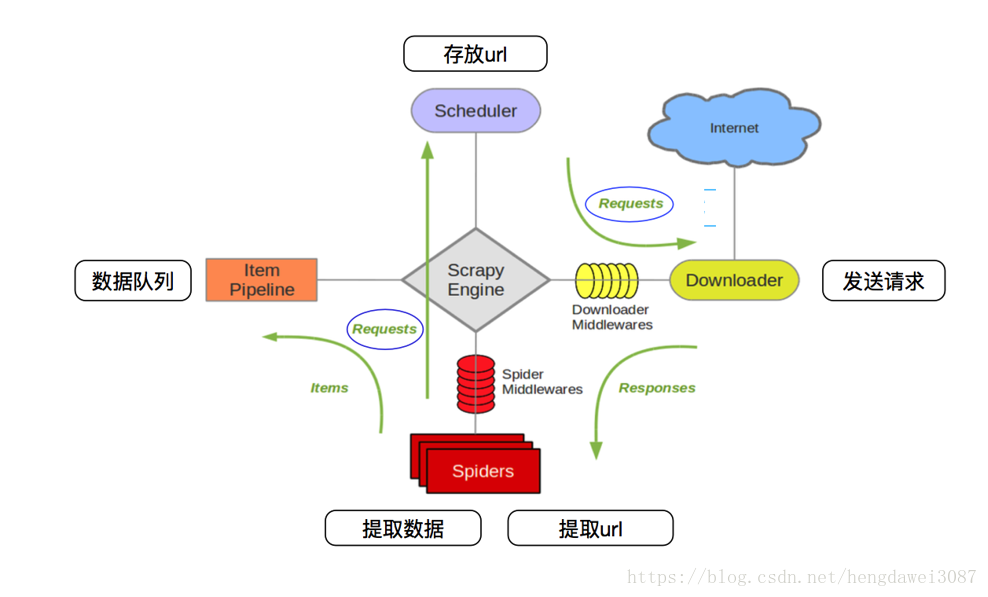 存放url
Scheduler
Internet
Requests
数据队列
Item
Pipeline
Scrapy
Engine
Downloader
发送请求
Downloader
Middlewares
Requests
Items
Spider
Middlewares
Responses
Spiders
提取数据
提取url
https://blog.csdn.net/hengdawei3087